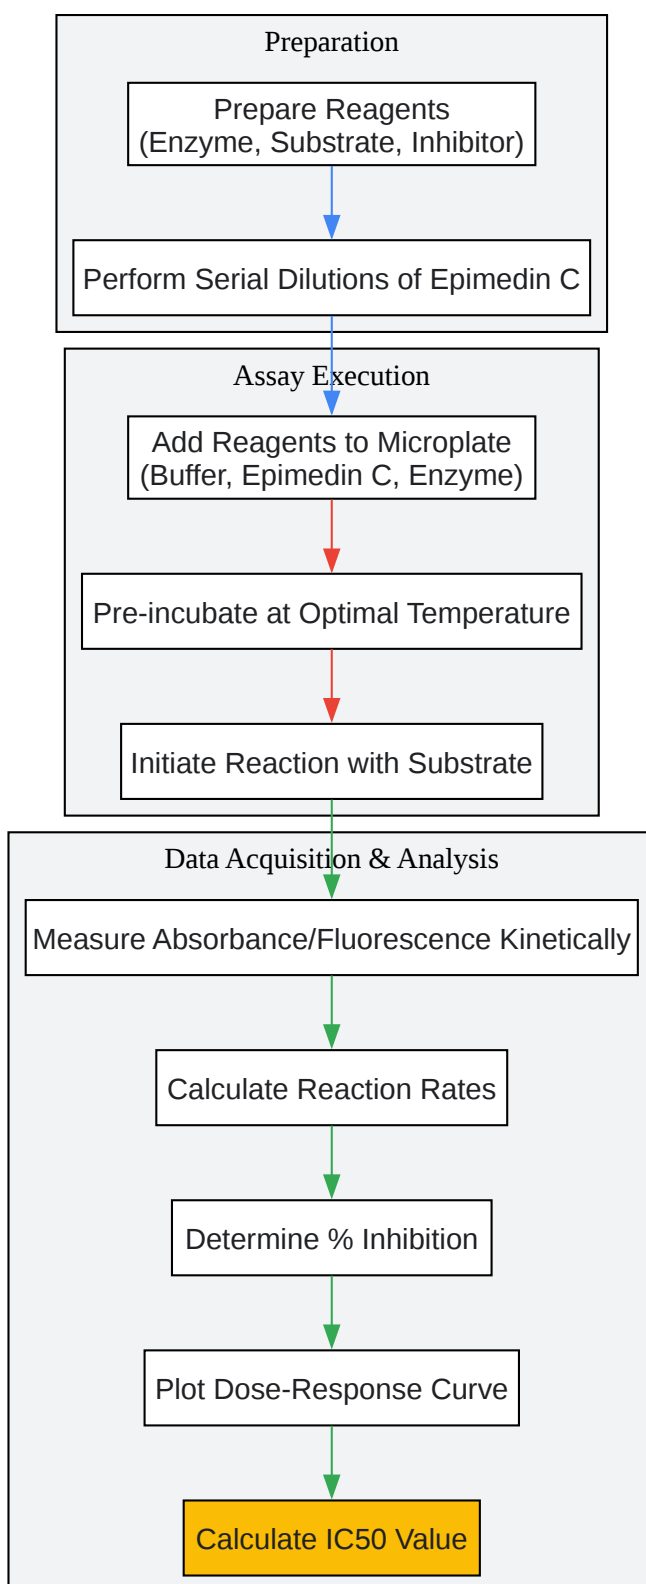 Preparation
Prepare Reagents
(Enzyme, Substrate, Inhibitor)
Perform Serial Dilutions of Epimedin C
Assay Execution
Add Reagents to Microplate
(Buffer, Epimedin C, Enzyme)
Pre-incubate at Optimal Temperature
Initiate Reaction with Substrate
Data Acquisition & Analysis
Measure Absorbance/Fluorescence Kinetically
Calculate Reaction Rates
Determine % Inhibition
Plot Dose-Response Curve
Calculate IC50 Value